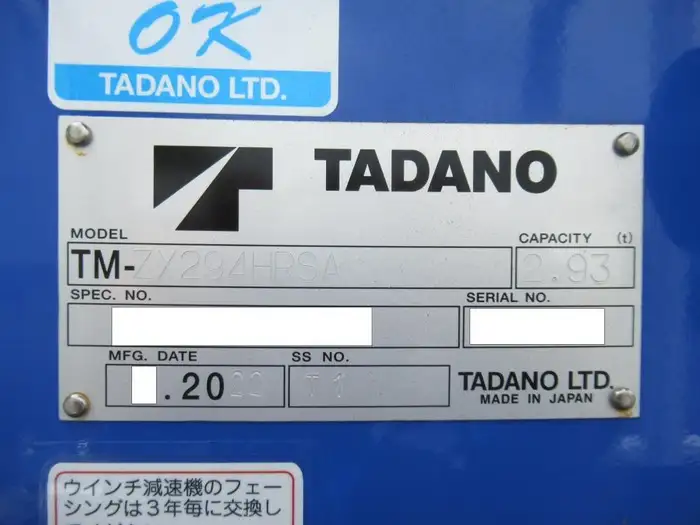 OK
TADANO LTD.
TADANO
MODEL
CAPACITY (t)
TM-ZX294HRSA
2.93
SPEC. NO.
SERIAL NO.
MFG. DATE
SS NO.
.2022
T1
TADANO LTD.
MADE IN JAPAN
ウインチ減速機のフェー
シングは3年毎に交換し